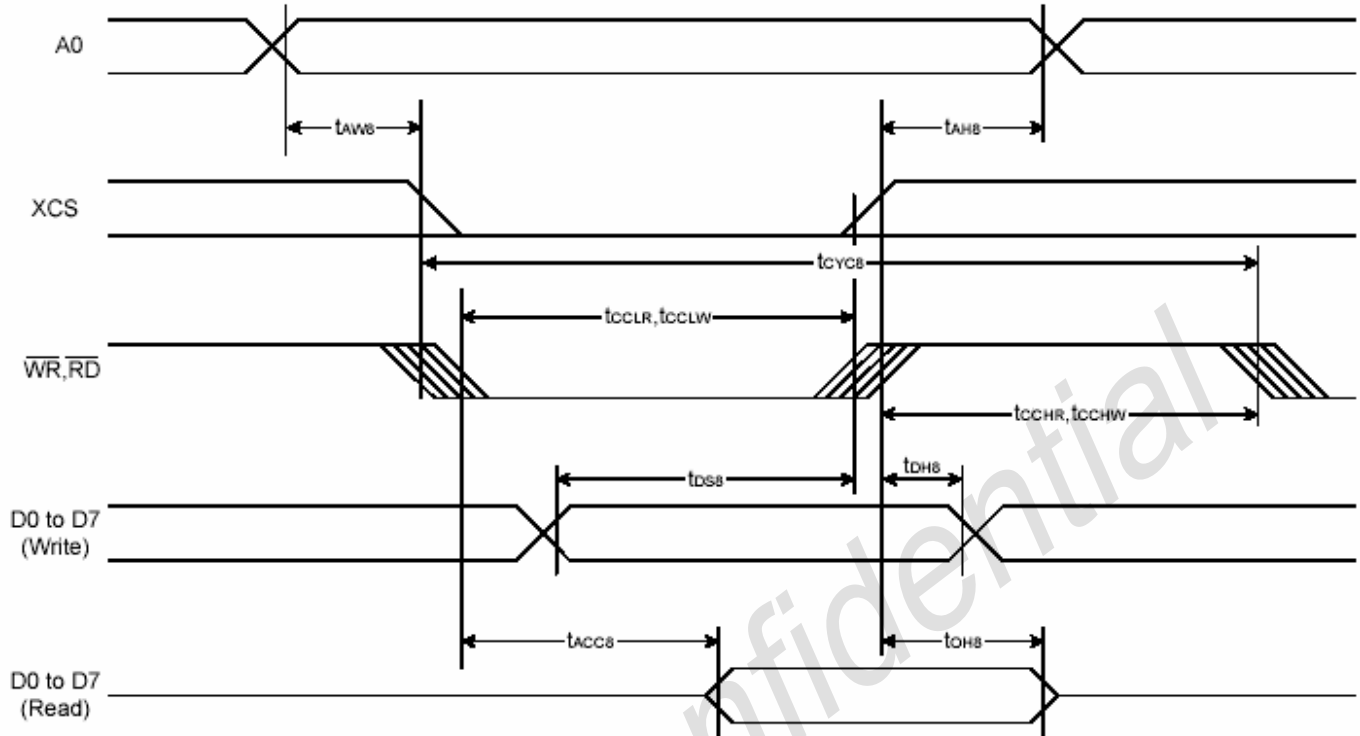 A0
tAW8
tAH8
XCS
tCYC8
tCCLR,tCCLW
WR,RD
tCCHR,tCCHW
tDS8
tDH8
D0 to D7
(Write)
tACC8
tOH8
D0 to D7
(Read)
nfidential